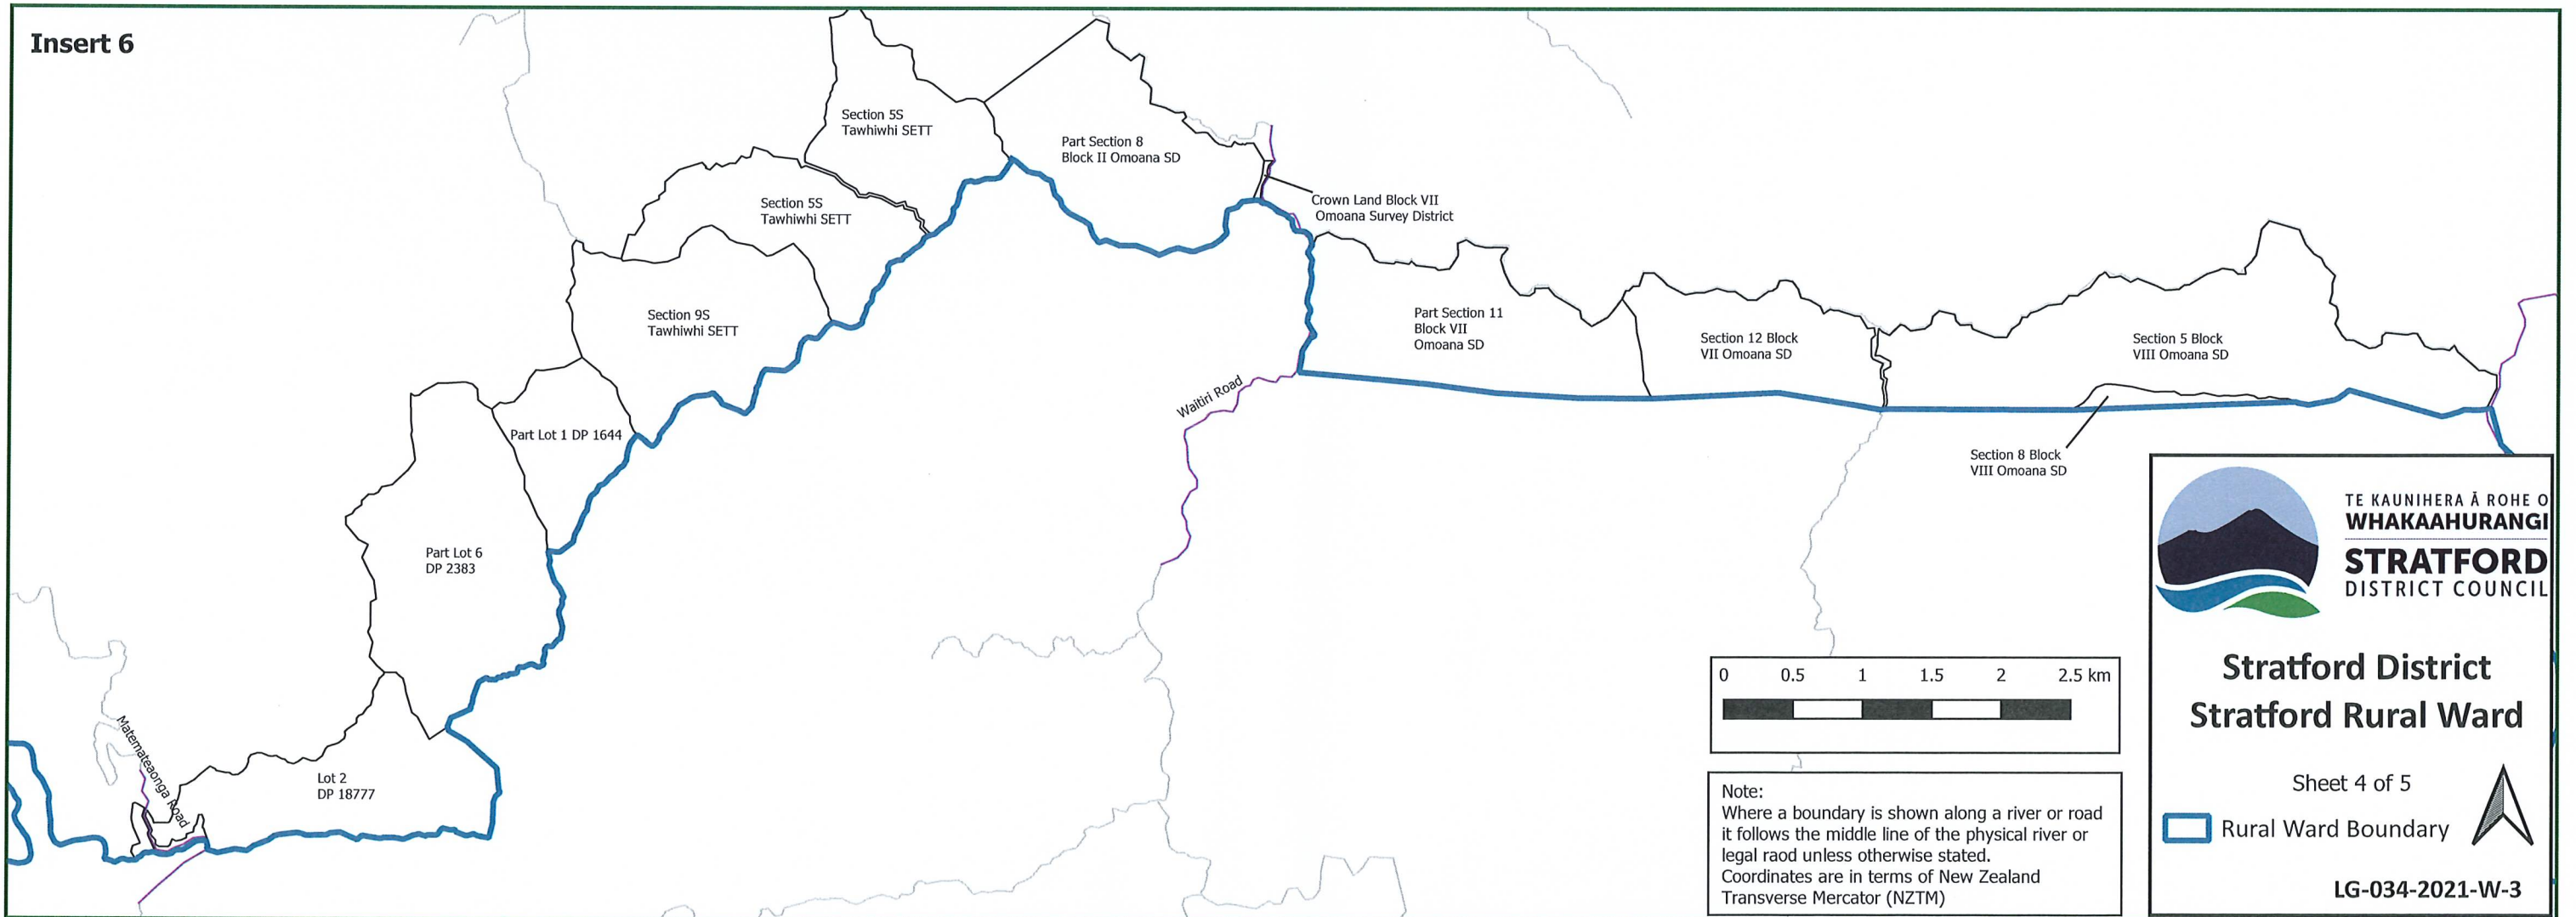 Insert 6
Section 5S
Tawhiwhi SETT
Part Section 8
Block II Omoana SD
Section 5S
Tawhiwhi SETT
Crown Land Block VII
Omoana Survey District
Section 9S
Tawhiwhi SETT
Part Section 11
Block VII
Omoana SD
Section 12 Block
VII Omoana SD
Section 5 Block
VIII Omoana SD
Waitiri Road
Part Lot 1 DP 1644
Section 8 Block
VIII Omoana SD
Part Lot 6
DP 2383
Matemateaonga Road
Lot 2
DP 18777
0 0.5 1 1.5 2 2.5 km
Note:
Where a boundary is shown along a river or road
it follows the middle line of the physical river or
legal raod unless otherwise stated.
Coordinates are in terms of New Zealand
Transverse Mercator (NZTM)
TE KAUNIHERA Ā ROHE O
WHAKAAHURANGI
STRATFORD
DISTRICT COUNCIL
Stratford District
Stratford Rural Ward
Sheet 4 of 5
Rural Ward Boundary
LG-034-2021-W-3